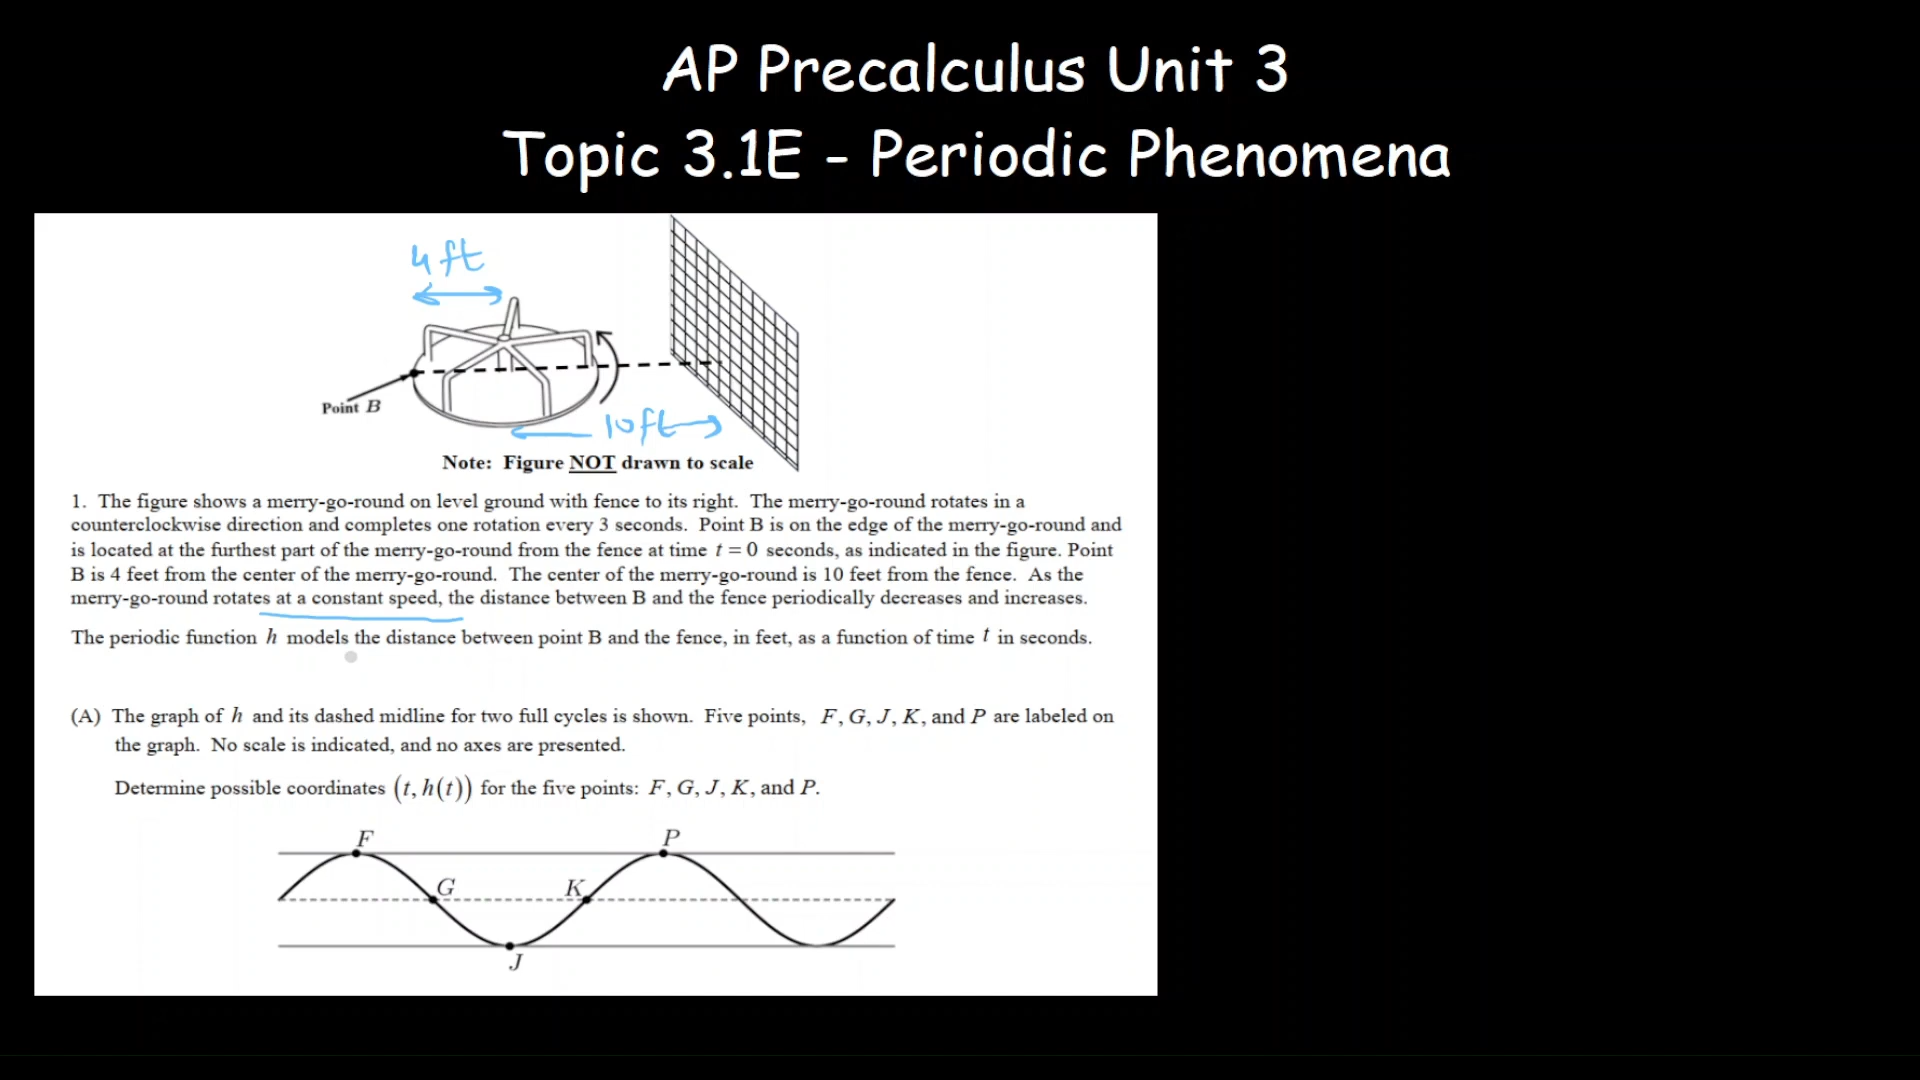 AP Precalculus Unit 3
Topic 3.1E - Periodic Phenomena
4 ft
Point B
10ft
Note: Figure NOT drawn to scale
1. The figure shows a merry-go-round on level ground with fence to its right. The merry-go-round rotates in a
counterclockwise direction and completes one rotation every 3 seconds. Point B is on the edge of the merry-go-round and
is located at the furthest part of the merry-go-round from the fence at time t = 0 seconds, as indicated in the figure. Point
B is 4 feet from the center of the merry-go-round. The center of the merry-go-round is 10 feet from the fence. As the
merry-go-round rotates at a constant speed, the distance between B and the fence periodically decreases and increases.
The periodic function h models the distance between point B and the fence, in feet, as a function of time t in seconds.
(A) The graph of h and its dashed midline for two full cycles is shown. Five points, F, G, J, K, and P are labeled on
the graph. No scale is indicated, and no axes are presented.
Determine possible coordinates (t, h(t)) for the five points: F, G, J, K, and P.
F P
G K
J